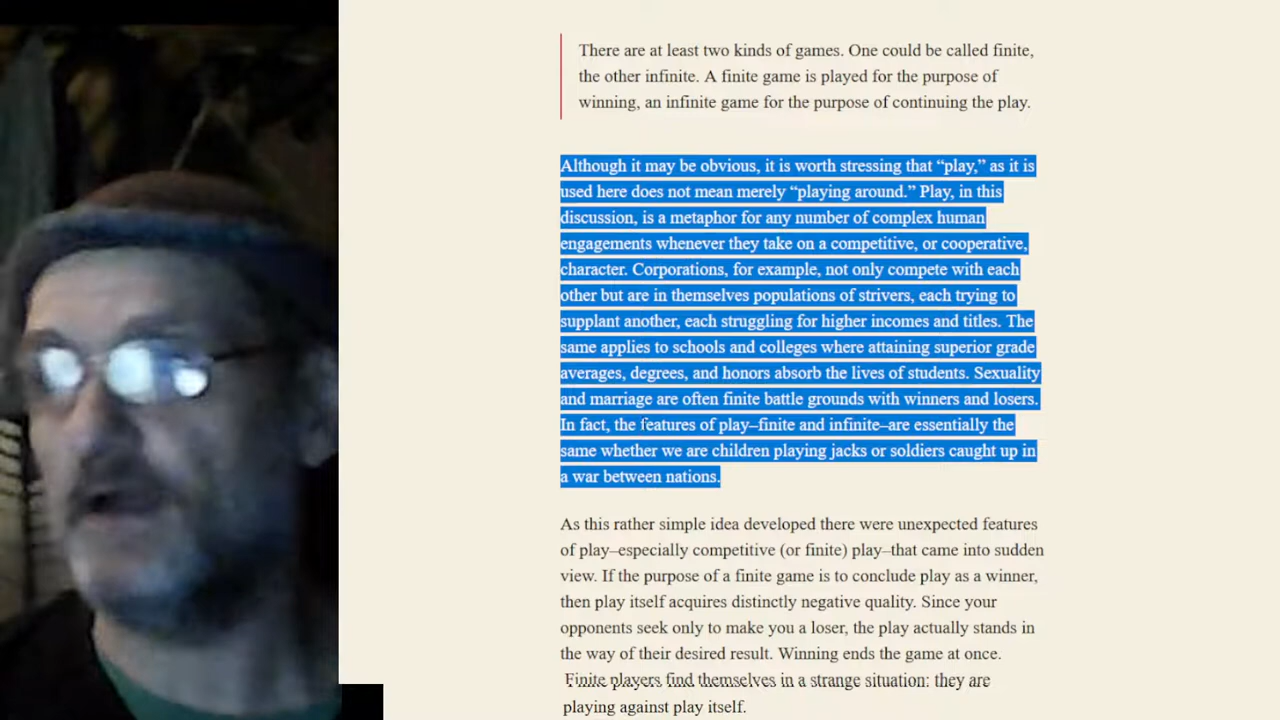 There are at least two kinds of games. One could be called finite,
the other infinite. A finite game is played for the purpose of
winning, an infinite game for the purpose of continuing the play.
Although it may be obvious, it is worth stressing that “play,” as it is
used here does not mean merely “playing around.” Play, in this
discussion, is a metaphor for any number of complex human
engagements whenever they take on a competitive, or cooperative,
character. Corporations, for example, not only compete with each
other but are in themselves populations of strivers, each trying to
supplant another, each struggling for higher incomes and titles. The
same applies to schools and colleges where attaining superior grade
averages, degrees, and honors absorb the lives of students. Sexuality
and marriage are often finite battle grounds with winners and losers.
In fact, the features of play–finite and infinite–are essentially the
same whether we are children playing jacks or soldiers caught up in
a war between nations.
As this rather simple idea developed there were unexpected features
of play–especially competitive (or finite) play–that came into sudden
view. If the purpose of a finite game is to conclude play as a winner,
then play itself acquires distinctly negative quality. Since your
opponents seek only to make you a loser, the play actually stands in
the way of their desired result. Winning ends the game at once.
Finite players find themselves in a strange situation: they are
playing against play itself.